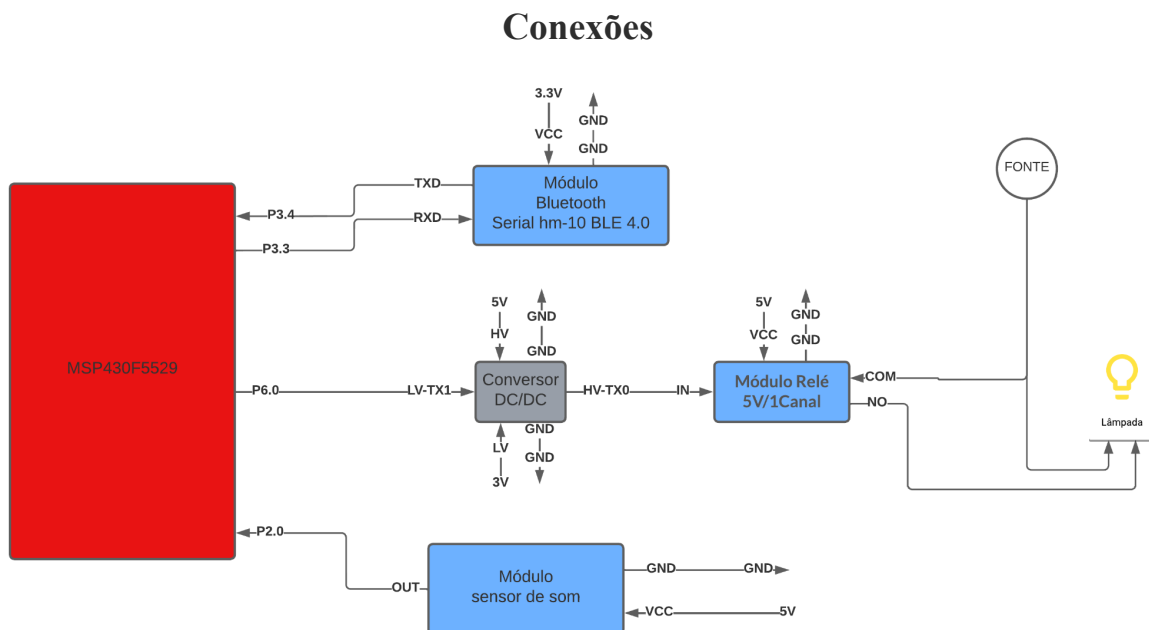 Conexões
3.3V
VCC
GND
GND
FONTE
Módulo
Bluetooth
Serial hm-10 BLE 4.0
TXD
P3.4
RXD
P3.3
5V
HV
GND
GND
5V
VCC
GND
GND
MSP430F5529
P6.0
LV-TX1
Conversor
DC/DC
HV-TX0
IN
Módulo Relé
5V/1Canal
COM
NO
Lâmpada
LV
3V
GND
GND
P2.0
OUT
Módulo
sensor de som
GND
GND
VCC
5V